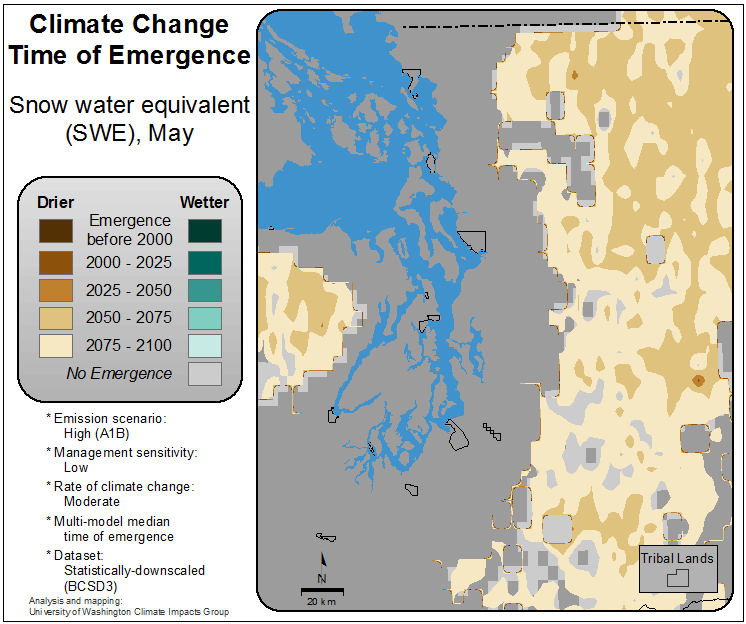 Climate Change
Time of Emergence
Snow water equivalent
(SWE), May
Drier
Wetter
Emergence
before 2000
2000 - 2025
2025 - 2050
2050 - 2075
2075 - 2100
No Emergence
* Emission scenario:
High (A1B)
* Management sensitivity:
Low
* Rate of climate change:
Moderate
* Multi-model median
time of emergence
* Dataset:
Statistically-downscaled
(BCSD3)
Analysis and mapping:
University of Washington Climate Impacts Group
N
20 km
Tribal Lands